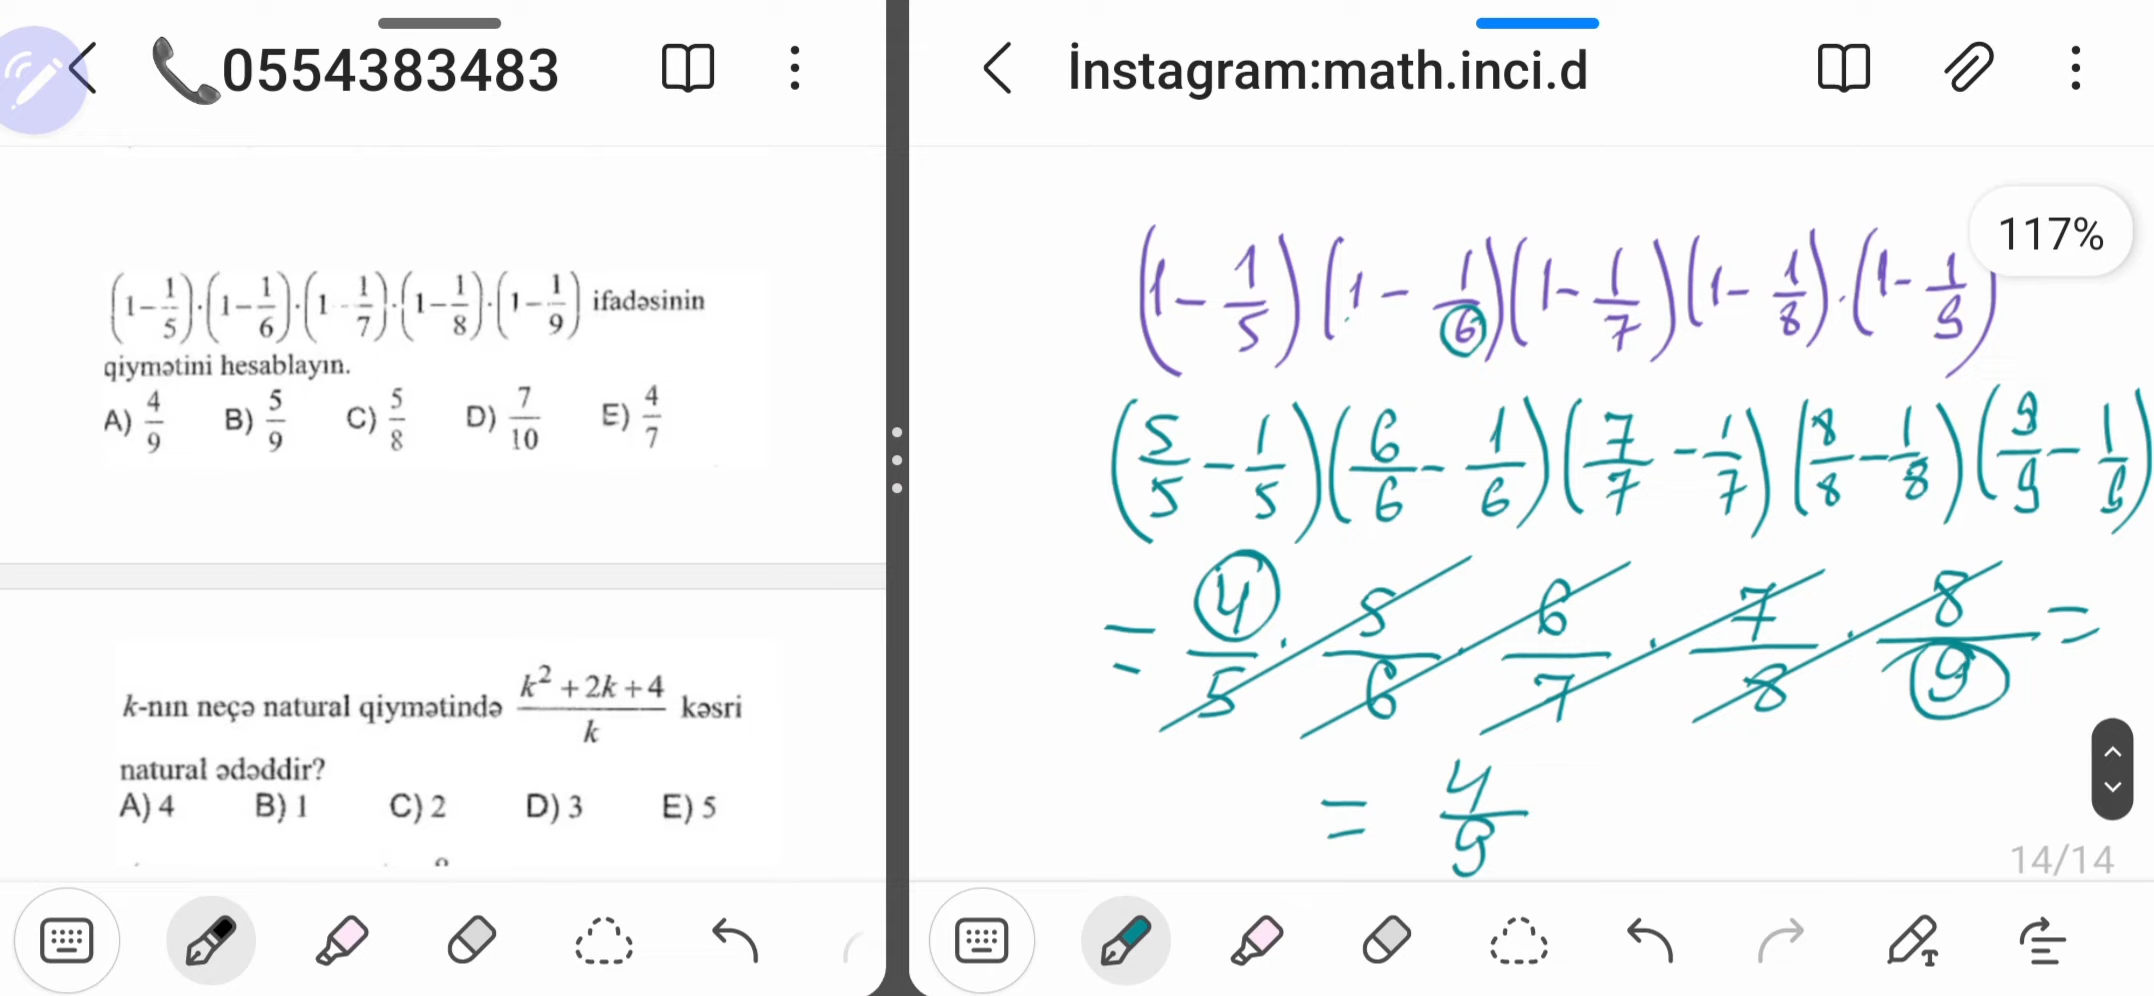 📞0554383483
(1-1/5)·(1-1/6)·(1-1/7)·(1-1/8)·(1-1/9) ifadəsinin
qiymətini hesablayın.
A) 4/9 B) 5/9 C) 5/8 D) 7/10 E) 4/7
k-nın neçə natural qiymətində (k²+2k+4)/k kəsri
natural ədəddir?
A) 4 B) 1 C) 2 D) 3 E) 5
İnstagram:math.inci.d
117%
(1-1/5)(1-1/6)(1-1/7)(1-1/8)·(1-1/9)
(5/5-1/5)(6/6-1/6)(7/7-1/7)(8/8-1/8)(9/9-1/9)
= 4/5 · 5/6 · 6/7 · 7/8 · 8/9 =
= 4/9
14/14